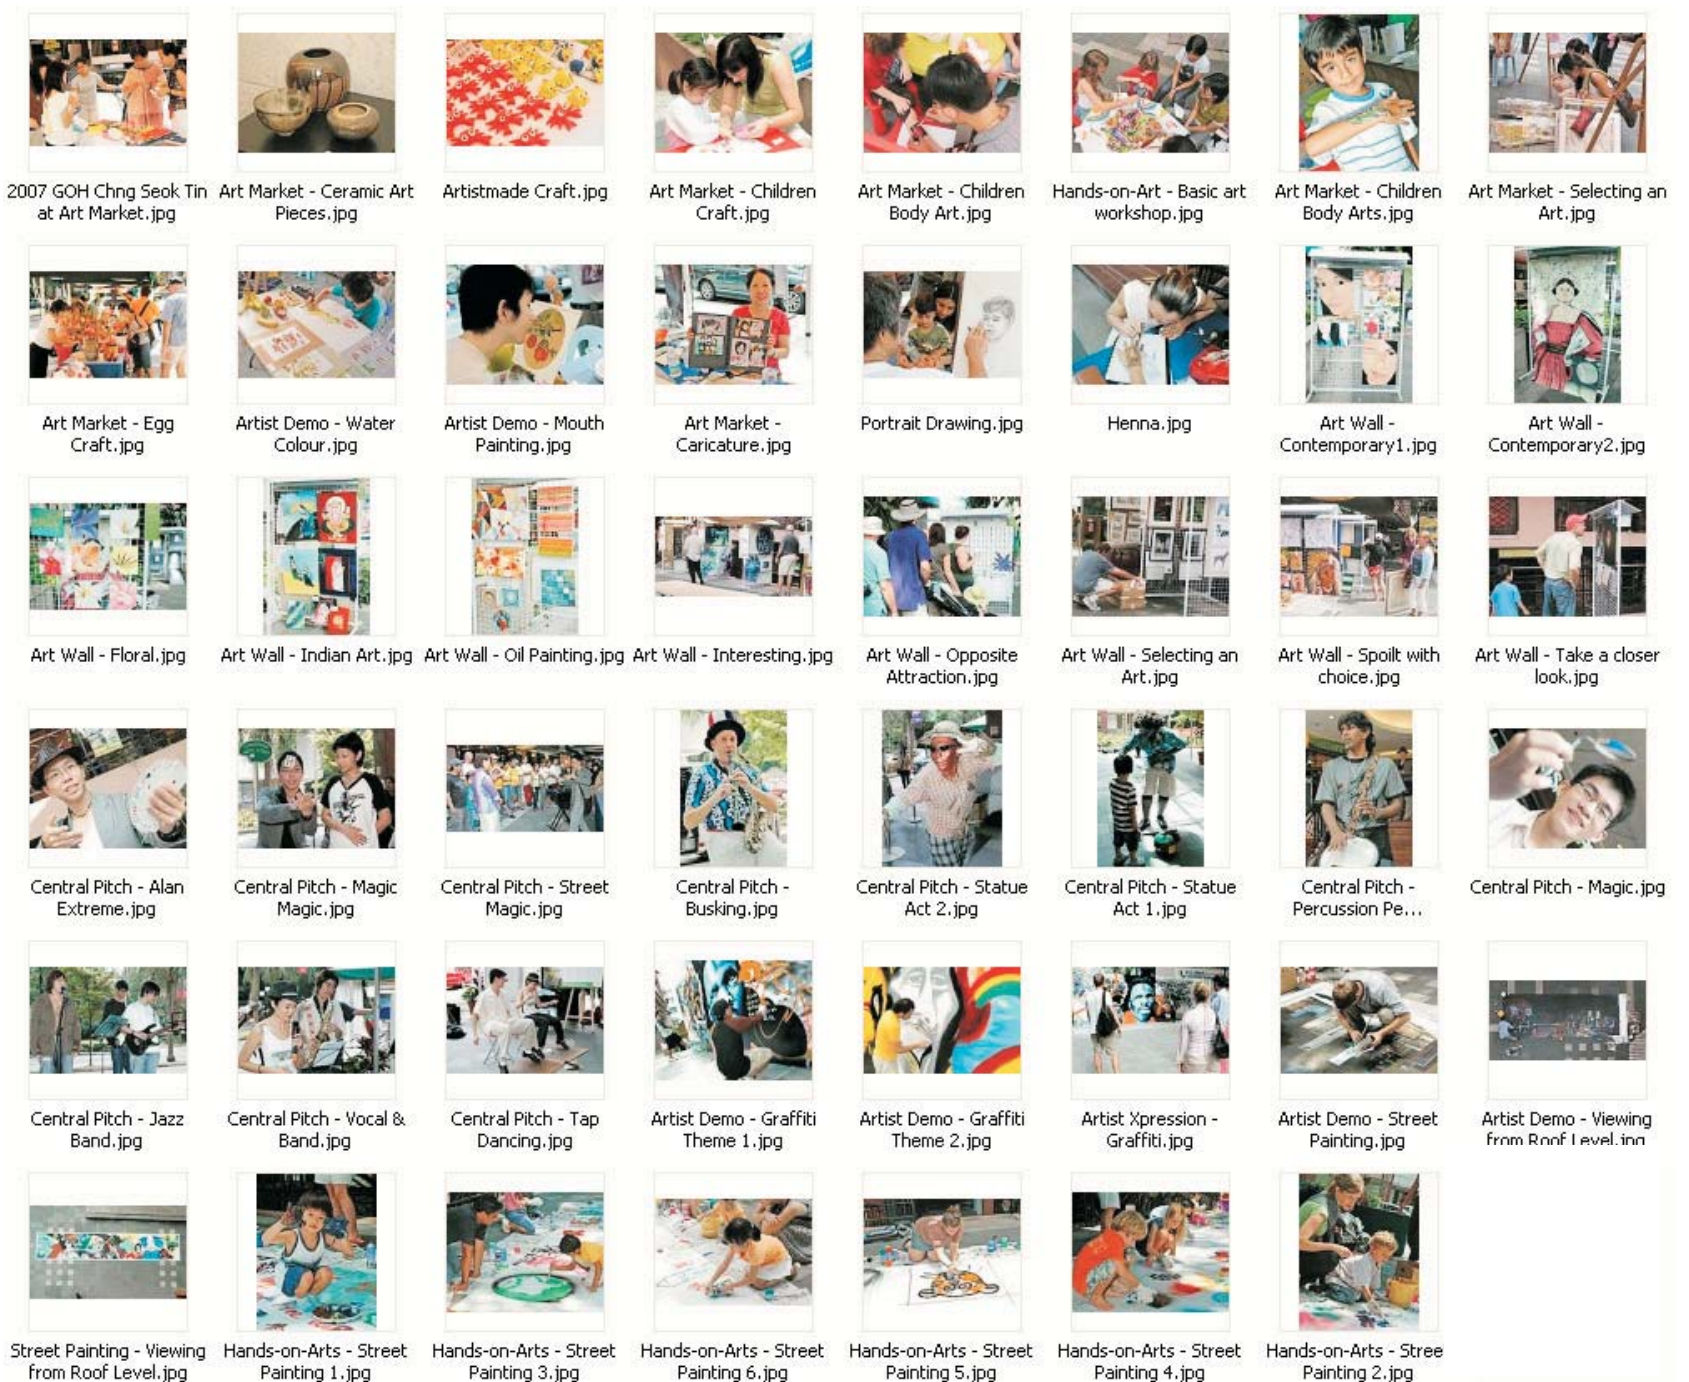 2007 GOH Chng Seok Tin
at Art Market.jpg
Art Market - Ceramic Art
Pieces.jpg
Artistmade Craft.jpg
Art Market - Children
Craft.jpg
Art Market - Children
Body Art.jpg
Hands-on-Art - Basic art
workshop.jpg
Art Market - Children
Body Arts.jpg
Art Market - Selecting an
Art.jpg
Art Market - Egg
Craft.jpg
Artist Demo - Water
Colour.jpg
Artist Demo - Mouth
Painting.jpg
Art Market -
Caricature.jpg
Portrait Drawing.jpg
Henna.jpg
Art Wall -
Contemporary1.jpg
Art Wall -
Contemporary2.jpg
Art Wall - Floral.jpg
Art Wall - Indian Art.jpg
Art Wall - Oil Painting.jpg
Art Wall - Interesting.jpg
Art Wall - Opposite
Attraction.jpg
Art Wall - Selecting an
Art.jpg
Art Wall - Spoilt with
choice.jpg
Art Wall - Take a closer
look.jpg
Central Pitch - Alan
Extreme.jpg
Central Pitch - Magic
Magic.jpg
Central Pitch - Street
Magic.jpg
Central Pitch -
Busking.jpg
Central Pitch - Statue
Act 2.jpg
Central Pitch - Statue
Act 1.jpg
Central Pitch -
Percussion Pe...
Central Pitch - Magic.jpg
Central Pitch - Jazz
Band.jpg
Central Pitch - Vocal &
Band.jpg
Central Pitch - Tap
Dancing.jpg
Artist Demo - Graffiti
Theme 1.jpg
Artist Demo - Graffiti
Theme 2.jpg
Artist Xpression -
Graffiti.jpg
Artist Demo - Street
Painting.jpg
Artist Demo - Viewing
from Roof Level.jpg
Street Painting - Viewing
from Roof Level.jpg
Hands-on-Arts - Street
Painting 1.jpg
Hands-on-Arts - Street
Painting 3.jpg
Hands-on-Arts - Street
Painting 6.jpg
Hands-on-Arts - Street
Painting 5.jpg
Hands-on-Arts - Street
Painting 4.jpg
Hands-on-Arts - Stree
Painting 2.jpg